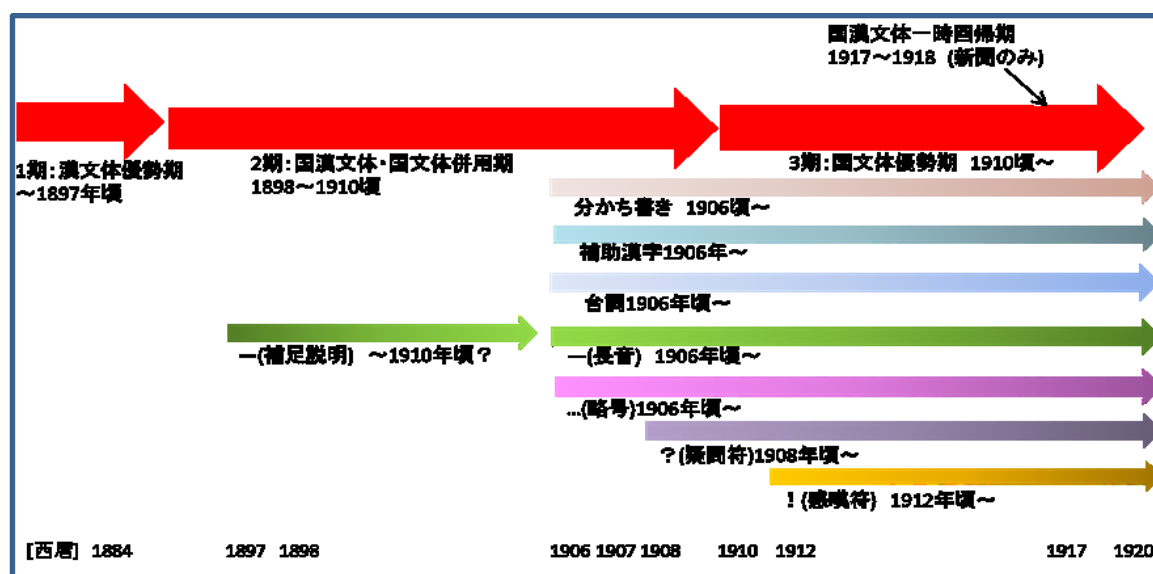 国漢文体一時回帰期
1917～1918 (新聞のみ)
1期：漢文体優勢期
～1897年頃
2期：国漢文体・国文体併用期
1898～1910頃
3期：国文体優勢期 1910頃～
分かち書き 1906頃～
補助漢字1906年～
台詞1906年頃～
―(補足説明) ～1910年頃？
―(長音) 1906年頃～
…(略号)1906年頃～
？(疑問符)1908年頃～
！(感嘆符) 1912年頃～
[西暦] 1884 1897 1898 1906 1907 1908 1910 1912 1917 1920